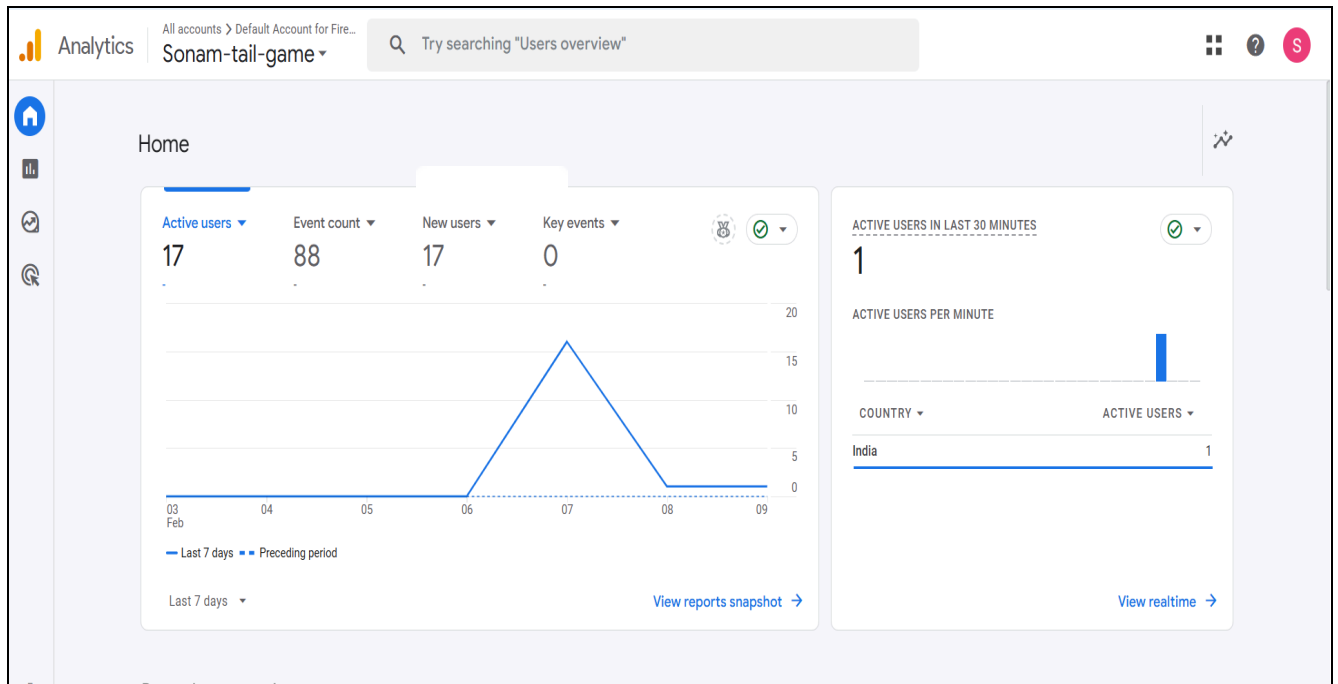 Analytics
All accounts > Default Account for Fire...
Sonam-tail-game
Try searching "Users overview"
?
S
Home
Active users
17
-
Event count
88
-
New users
17
-
Key events
0
-
20
15
10
5
0
03
Feb
04
05
06
07
08
09
Last 7 days
Preceding period
Last 7 days
View reports snapshot
ACTIVE USERS IN LAST 30 MINUTES
1
ACTIVE USERS PER MINUTE
COUNTRY
ACTIVE USERS
India
1
View realtime